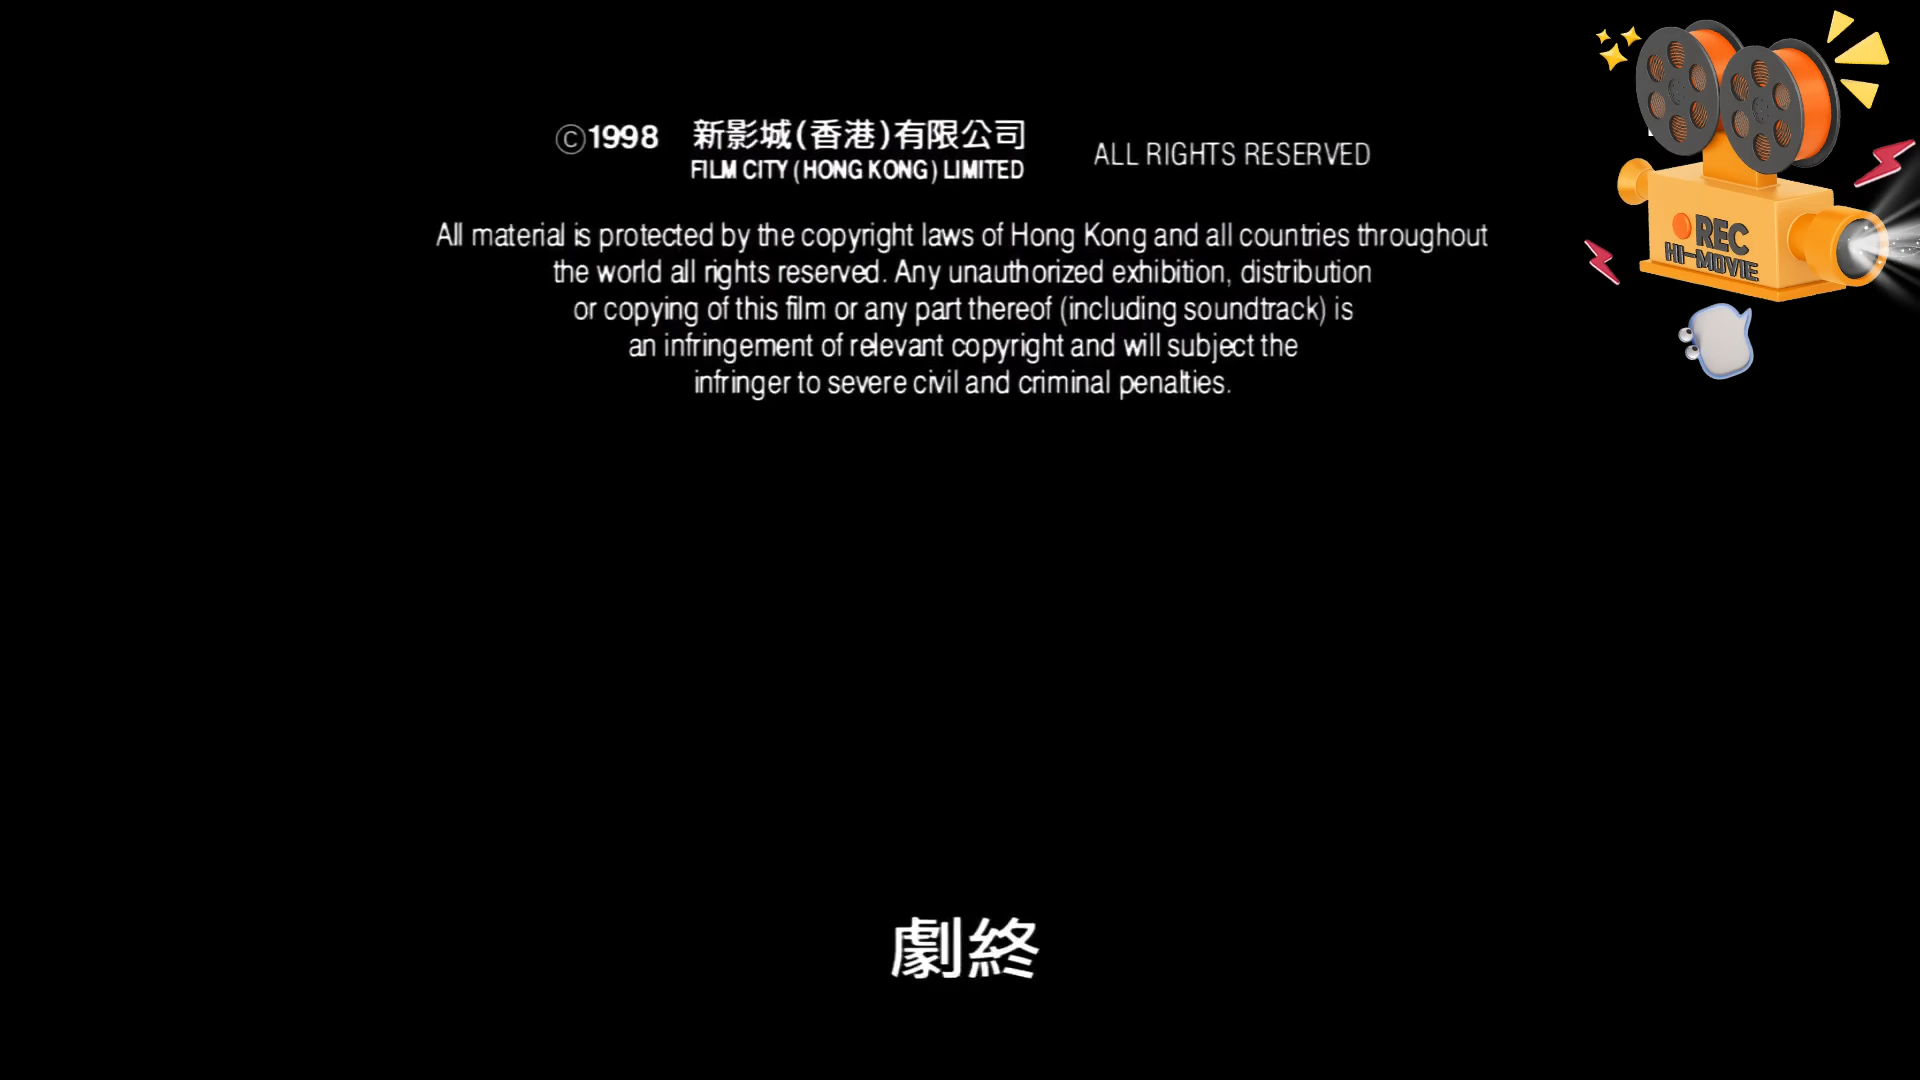 ©1998 新影城(香港)有限公司 ALL RIGHTS RESERVED
FILM CITY (HONG KONG) LIMITED
All material is protected by the copyright laws of Hong Kong and all countries throughout
the world all rights reserved. Any unauthorized exhibition, distribution
or copying of this film or any part thereof (including soundtrack) is
an infringement of relevant copyright and will subject the
infringer to severe civil and criminal penalties.
REC
HI-MOVIE
劇終